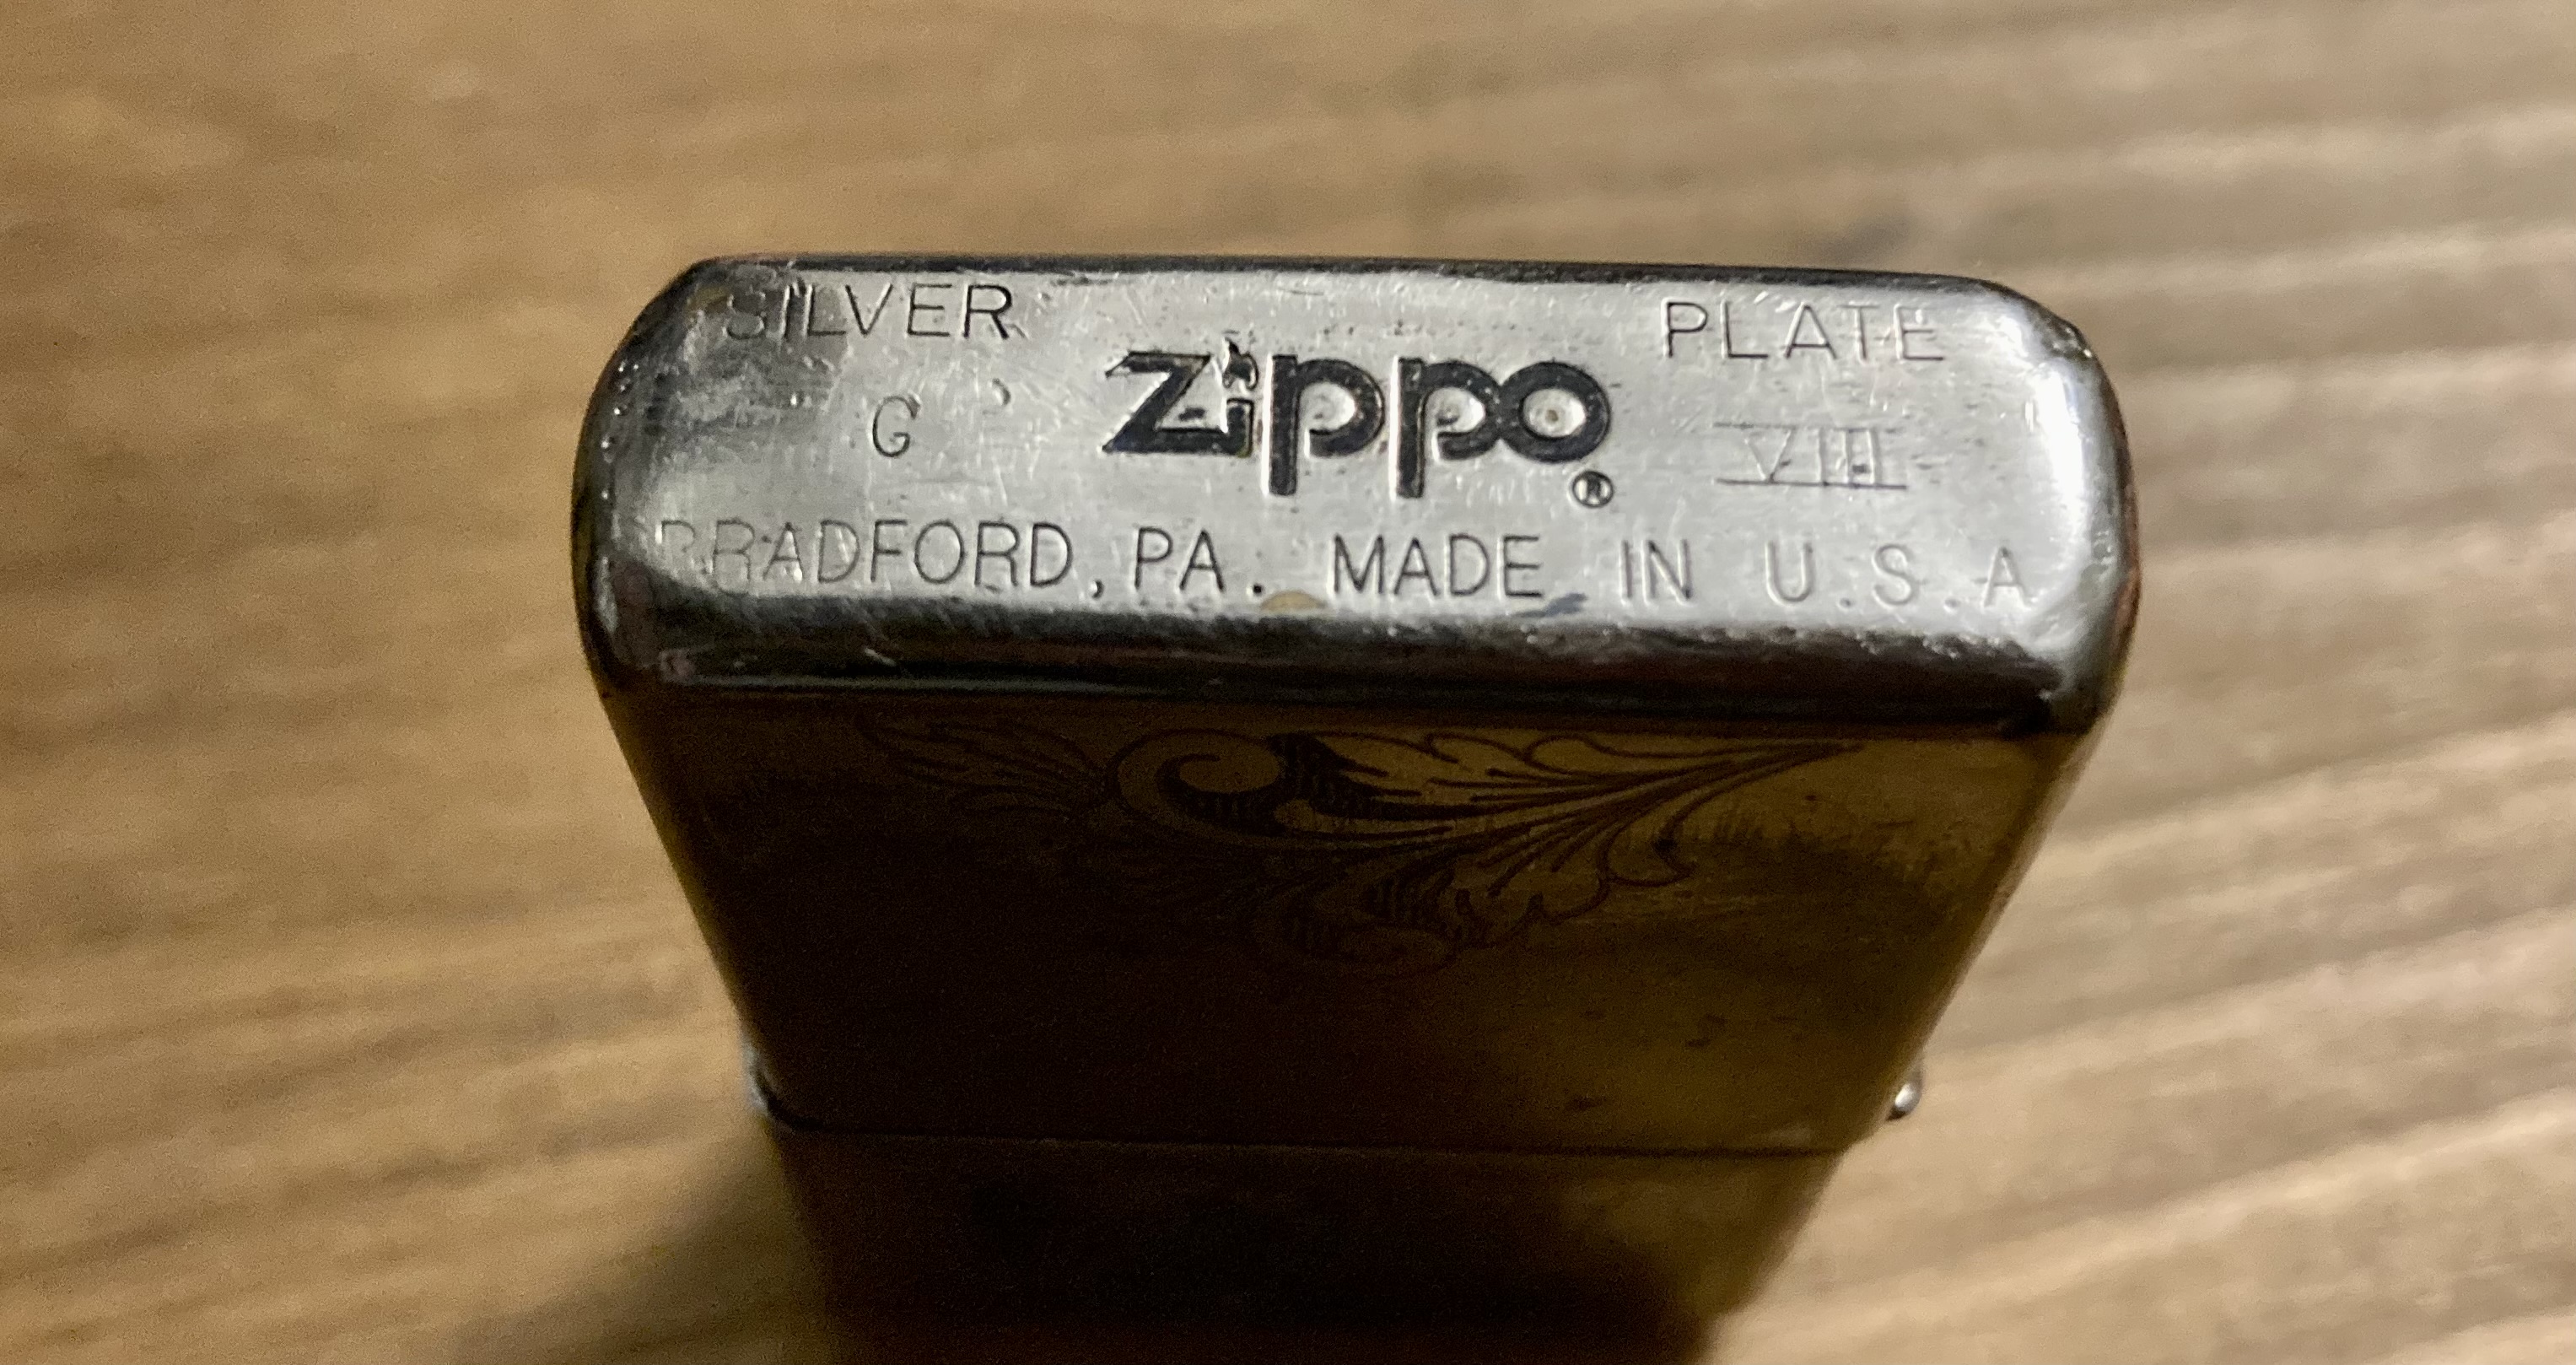 SILVER PLATE
G Zippo® VIII
BRADFORD, PA. MADE IN U.S.A